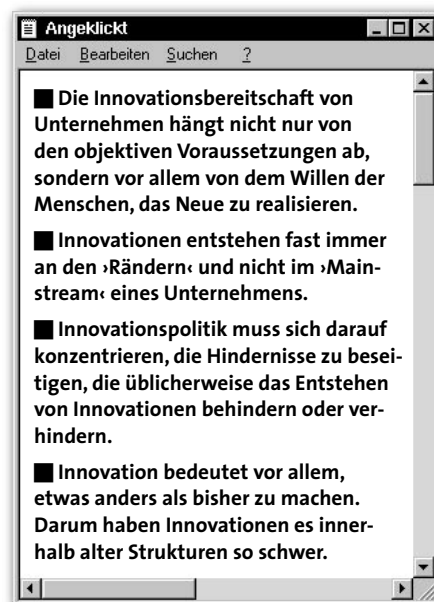 Angeklickt
Datei Bearbeiten Suchen ?
■ Die Innovationsbereitschaft von
Unternehmen hängt nicht nur von
den objektiven Voraussetzungen ab,
sondern vor allem von dem Willen der
Menschen, das Neue zu realisieren.
■ Innovationen entstehen fast immer
an den ›Rändern‹ und nicht im ›Main-
stream‹ eines Unternehmens.
■ Innovationspolitik muss sich darauf
konzentrieren, die Hindernisse zu besei-
tigen, die üblicherweise das Entstehen
von Innovationen behindern oder ver-
hindern.
■ Innovation bedeutet vor allem,
etwas anders als bisher zu machen.
Darum haben Innovationen es inner-
halb alter Strukturen so schwer.